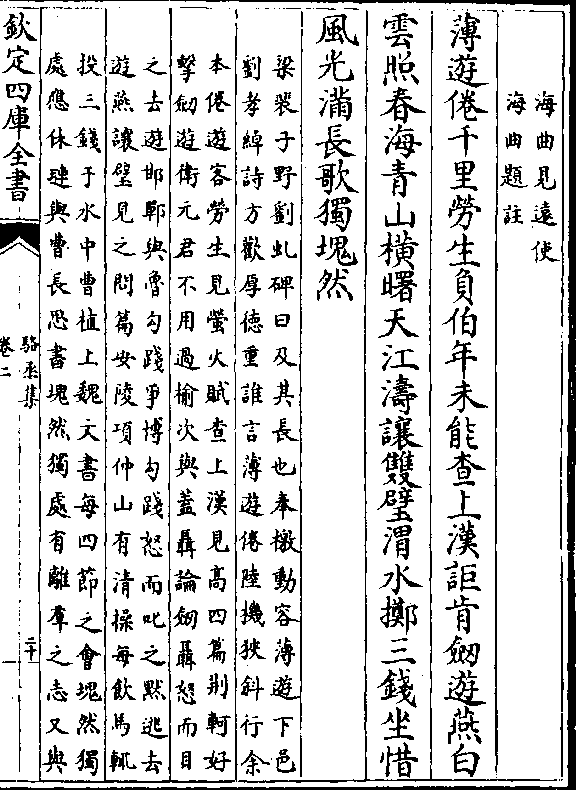 海曲見遠使
海曲題註
薄遊倦千里勞生負伯年未能查上漢詎肯劒遊燕白
雲照春海青山橫曙天江濤讓雙璧渭水擲三錢坐惜
風光滿長歌獨塊然
梁裴子野劉虬碑曰及其長也奉檄動容薄遊下邑
劉孝綽詩方歡厚德重誰言薄遊倦陸機狹斜行余
本倦遊客勞生見螢火賦查上漢見高四篇荆軻好
擊劒遊衛元君不用過榆次與蓋聶論劒聶怒而目
之去遊邯鄲與魯勾踐爭博勾踐怒而叱之黙逃去
遊燕讓璧見之問篇安陵項仲山有清操每飲馬輒
投三錢于水中曹植上魏文書每四節之會塊然獨
處應休璉與曹長思書塊然獨處有離羣之志又與
欽定四庫全書
駱丞集
卷二
二十一